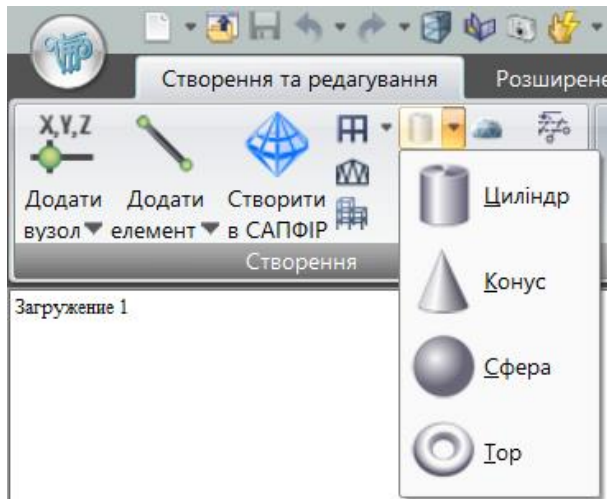 Створення та редагування
Розширене
X,Y,Z
Додати вузол
Додати елемент
Створити в САПФІР
Створення
Циліндр
Конус
Сфера
Тор
Загружение 1